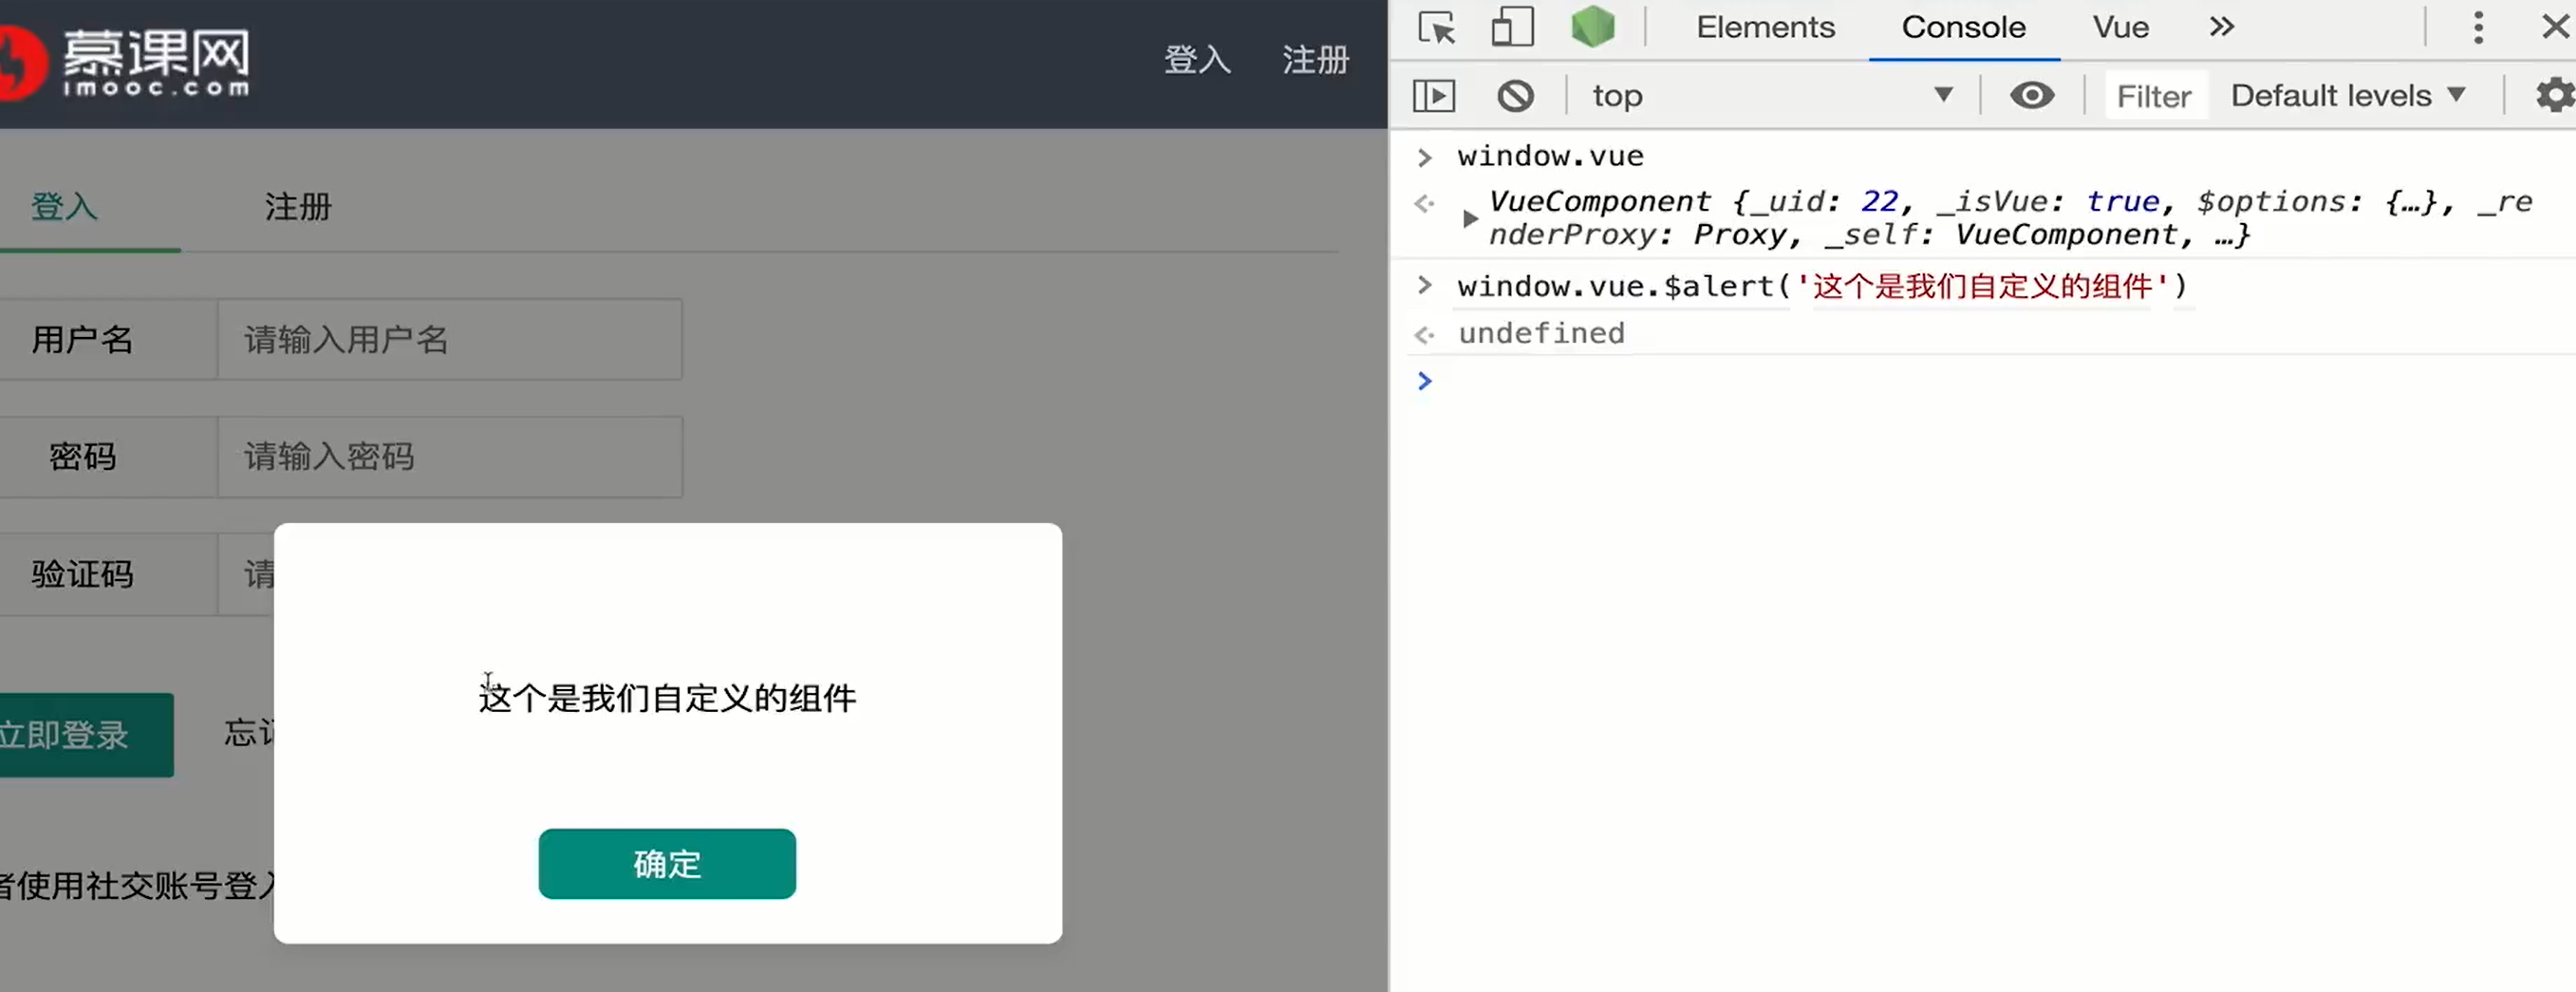 慕课网
imooc.com
登入 注册
登入 注册
用户名 请输入用户名
密码 请输入密码
验证码 请
这个是我们自定义的组件
立即登录 忘记
确定
者使用社交账号登入
Elements Console Vue »
top Filter Default levels
> window.vue
VueComponent {_uid: 22, _isVue: true, $options: {…}, _re
nderProxy: Proxy, _self: VueComponent, …}
> window.vue.$alert('这个是我们自定义的组件')
undefined
>